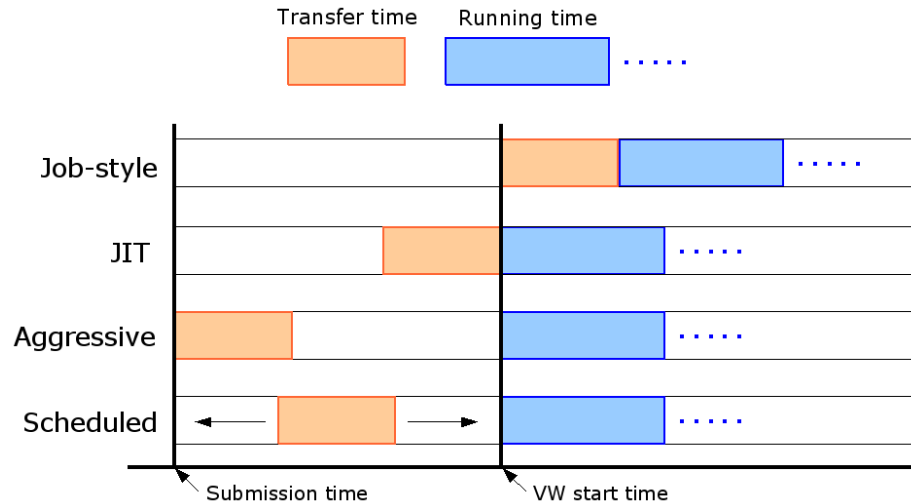 Transfer time
Running time
Job-style
JIT
Aggressive
Scheduled
Submission time
VW start time